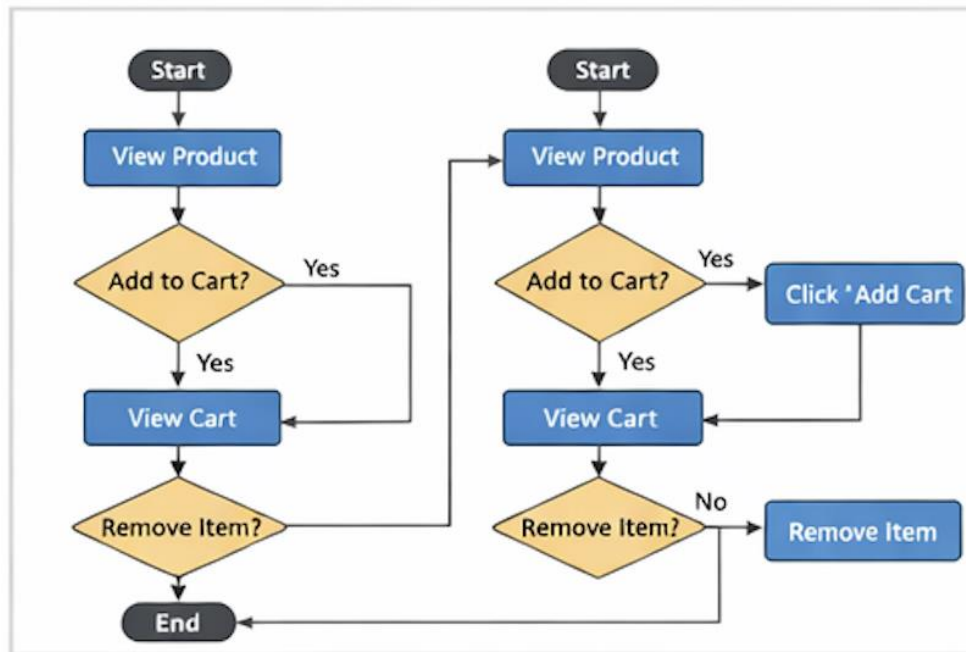 Start
View Product
Add to Cart?
Yes
Yes
View Cart
Remove Item?
End
Start
View Product
Add to Cart?
Yes
Click "Add Cart
Yes
View Cart
Remove Item?
No
Remove Item